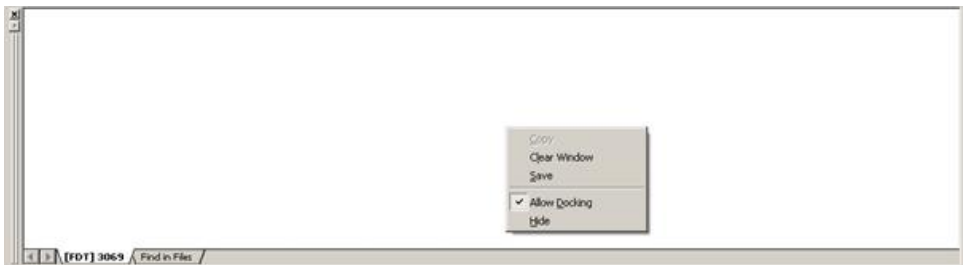 Copy
Clear Window
Save
Allow Docking
Hide
[FDT] 3069 Find in Files